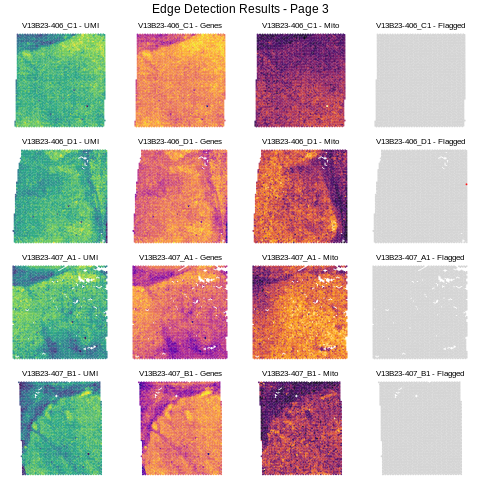 Edge Detection Results - Page 3
V13B23-406_C1 - UMI
V13B23-406_C1 - Genes
V13B23-406_C1 - Mito
V13B23-406_C1 - Flagged
V13B23-406_D1 - UMI
V13B23-406_D1 - Genes
V13B23-406_D1 - Mito
V13B23-406_D1 - Flagged
V13B23-407_A1 - UMI
V13B23-407_A1 - Genes
V13B23-407_A1 - Mito
V13B23-407_A1 - Flagged
V13B23-407_B1 - UMI
V13B23-407_B1 - Genes
V13B23-407_B1 - Mito
V13B23-407_B1 - Flagged